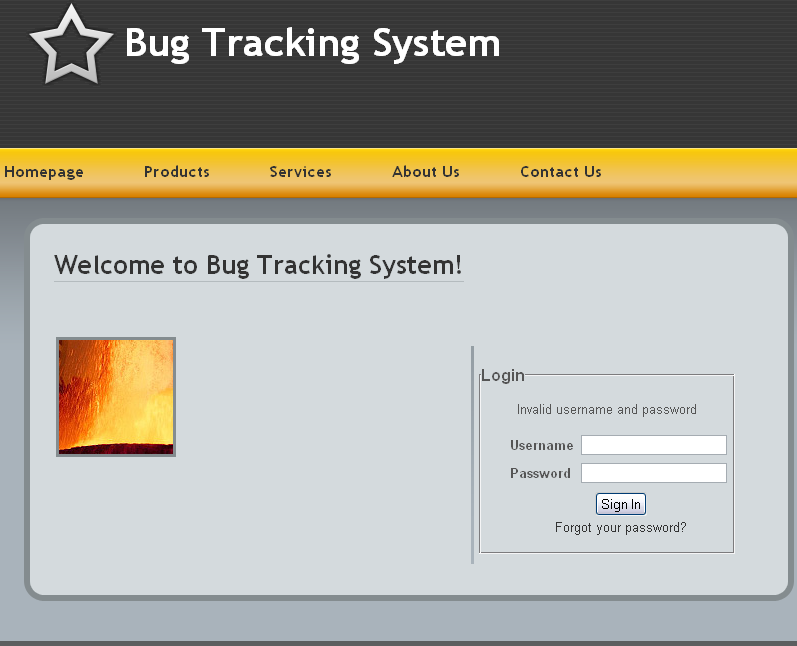 Bug Tracking System
Homepage Products Services About Us Contact Us
Welcome to Bug Tracking System!
Login
Invalid username and password
Username
Password
Sign In
Forgot your password?